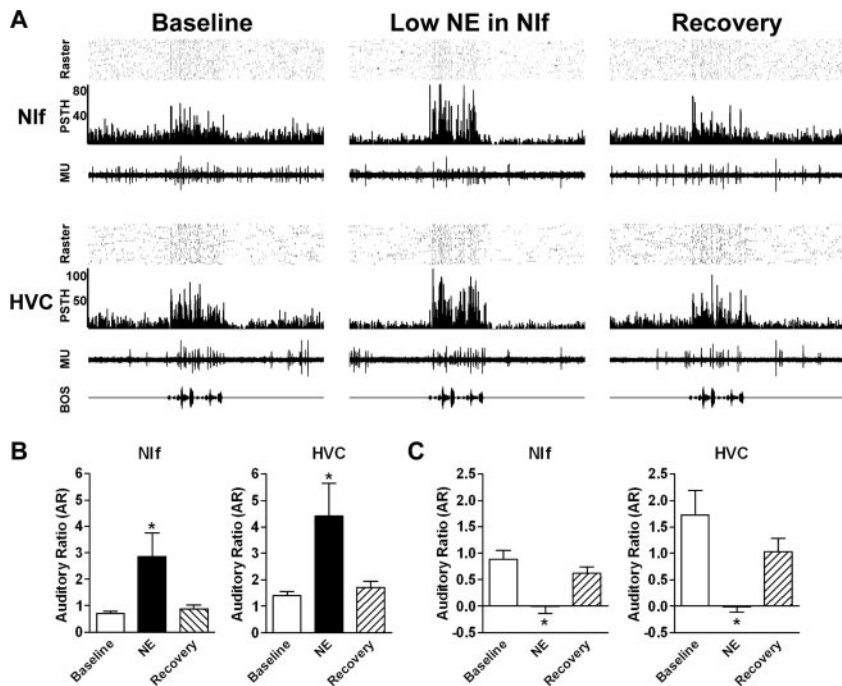 A
Baseline
Low NE in NIf
Recovery
NIf
Raster
PSTH
80
40
MU
HVC
Raster
PSTH
100
50
MU
BOS
B
NIf
Auditory Ratio (AR)
6
5
4
3
2
1
0
*
Baseline
NE
Recovery
HVC
Auditory Ratio (AR)
6
5
4
3
2
1
0
*
Baseline
NE
Recovery
C
NIf
Auditory Ratio (AR)
2.5
2.0
1.5
1.0
0.5
0.0
-0.5
*
Baseline
NE
Recovery
HVC
Auditory Ratio (AR)
2.5
2.0
1.5
1.0
0.5
0.0
-0.5
*
Baseline
NE
Recovery